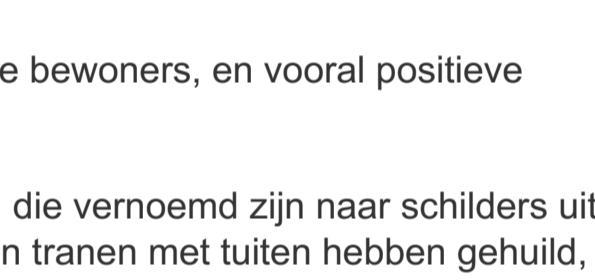 e bewoners, en vooral positieve
die vernoemd zijn naar schilders uit
n tranen met tuiten hebben gehuild,